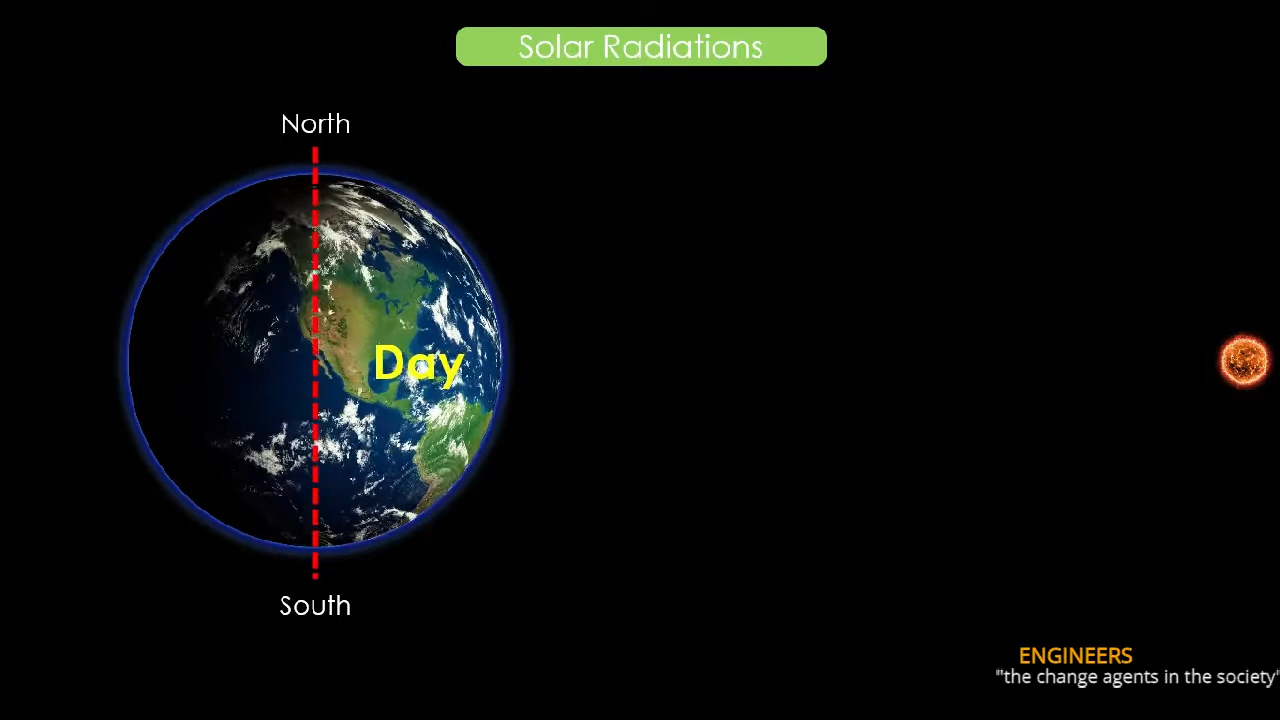 Solar Radiations
North
Day
South
ENGINEERS
"the change agents in the society"